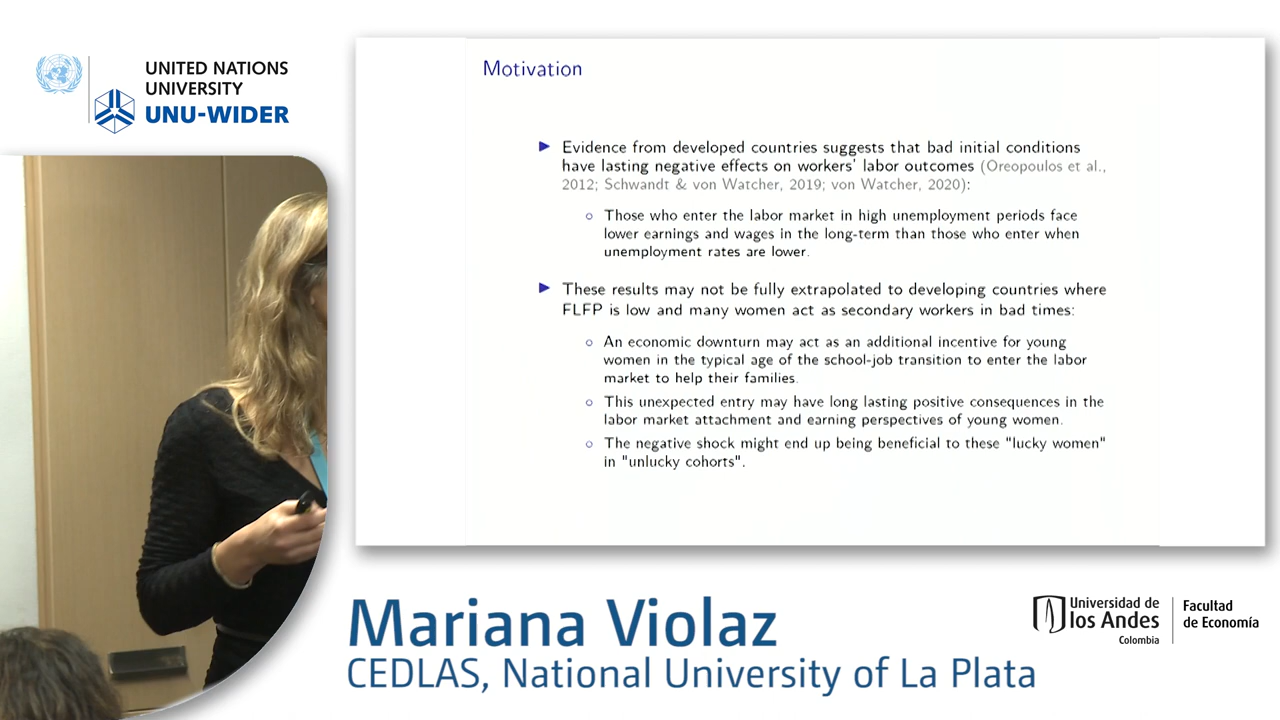 UNITED NATIONS
UNIVERSITY
UNU-WIDER
Motivation
Evidence from developed countries suggests that bad initial conditions
have lasting negative effects on workers' labor outcomes (Oreopoulos et al.,
2012; Schwandt & von Watcher, 2019; von Watcher, 2020):
Those who enter the labor market in high unemployment periods face
lower earnings and wages in the long-term than those who enter when
unemployment rates are lower.
These results may not be fully extrapolated to developing countries where
FLFP is low and many women act as secondary workers in bad times:
An economic downturn may act as an additional incentive for young
women in the typical age of the school-job transition to enter the labor
market to help their families.
This unexpected entry may have long lasting positive consequences in the
labor market attachment and earning perspectives of young women.
The negative shock might end up being beneficial to these "lucky women"
in "unlucky cohorts".
Mariana Violaz
CEDLAS, National University of La Plata
Universidad de
los Andes
Colombia
Facultad
de Economía